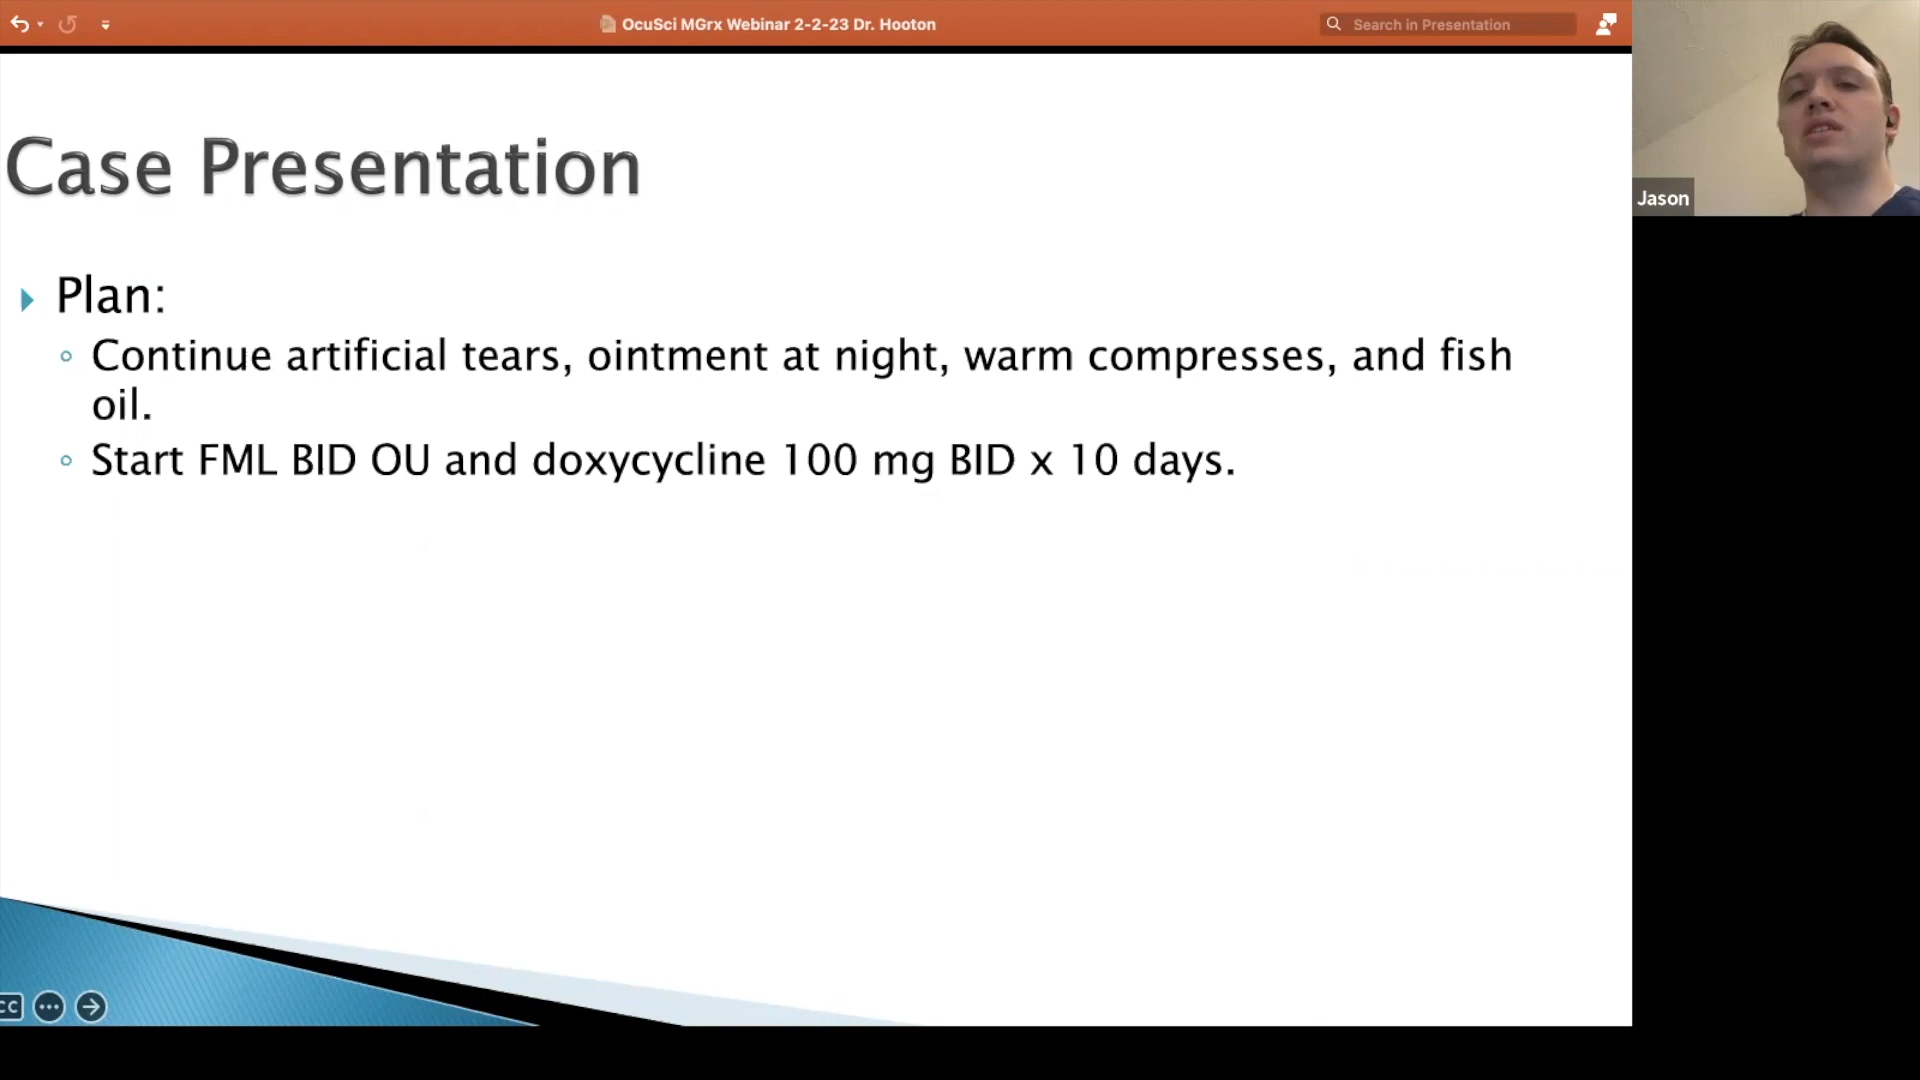 OcuSci MGrx Webinar 2-2-23 Dr. Hooton
Search in Presentation
Jason
Case Presentation
Plan:
Continue artificial tears, ointment at night, warm compresses, and fish
oil.
Start FML BID OU and doxycycline 100 mg BID x 10 days.
CC